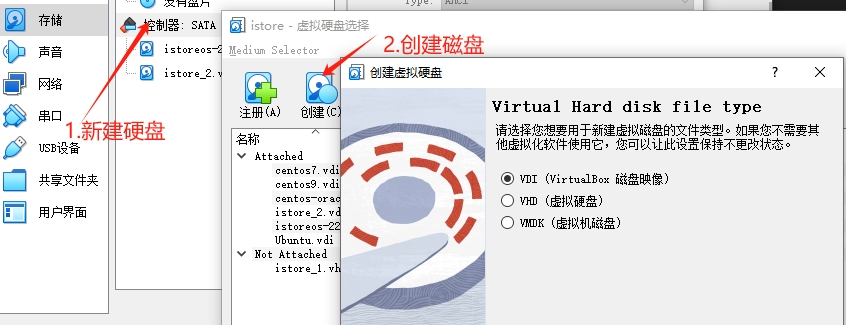 存储
声音
网络
串口
USB设备
共享文件夹
用户界面
没有盘片
控制器: SATA
istoreos-2
istore_2.v
1.新建硬盘
Type:
AHCI
istore - 虚拟硬盘选择
Medium Selector
2.创建磁盘
注册(A)
创建(C)
名称
Attached
centos7.vdi
centos9.vdi
centos-orac
istore_2.vd
istoreos-22
Ubuntu.vdi
Not Attached
istore_1.vh
创建虚拟硬盘
?
Virtual Hard disk file type
请选择您想要用于新建虚拟磁盘的文件类型。如果您不需要其
他虚拟化软件使用它，您可以让此设置保持不更改状态。
VDI (VirtualBox 磁盘映像)
VHD (虚拟硬盘)
VMDK (虚拟机磁盘)